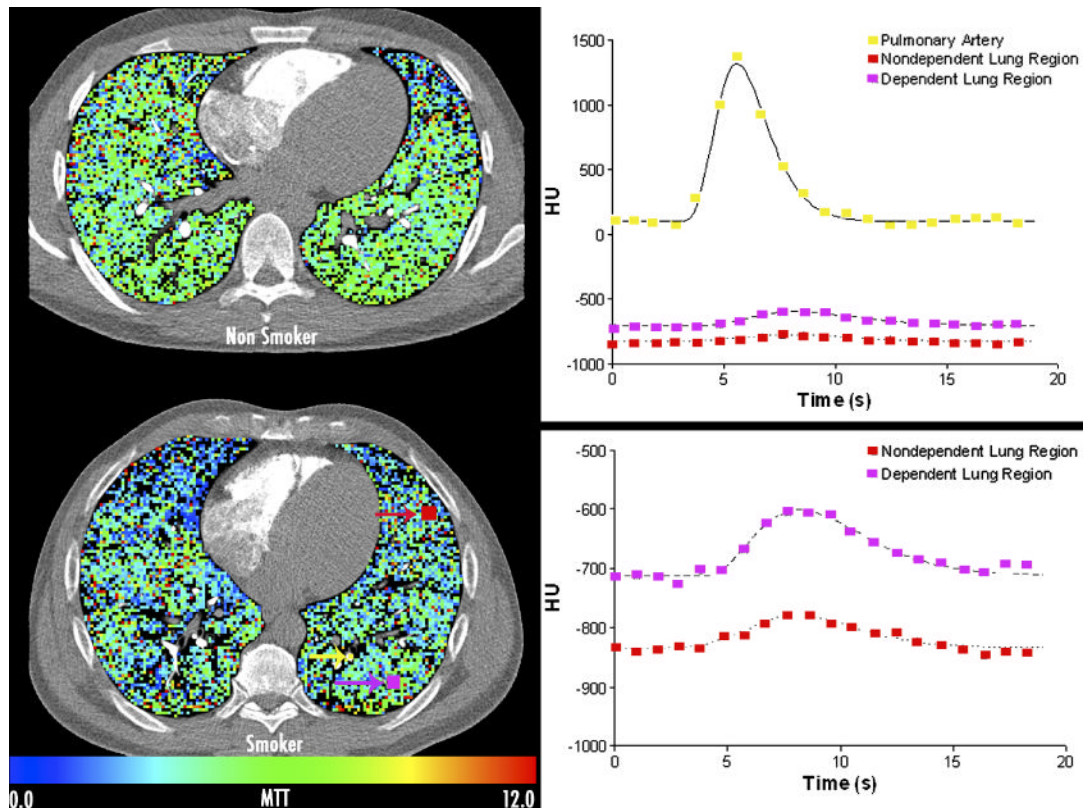 Non Smoker
Smoker
0.0
MTT
12.0
Pulmonary Artery
Nondependent Lung Region
Dependent Lung Region
1500
1000
500
0
-500
-1000
HU
0
5
10
15
20
Time (s)
Nondependent Lung Region
Dependent Lung Region
-500
-600
-700
-800
-900
-1000
HU
0
5
10
15
20
Time (s)